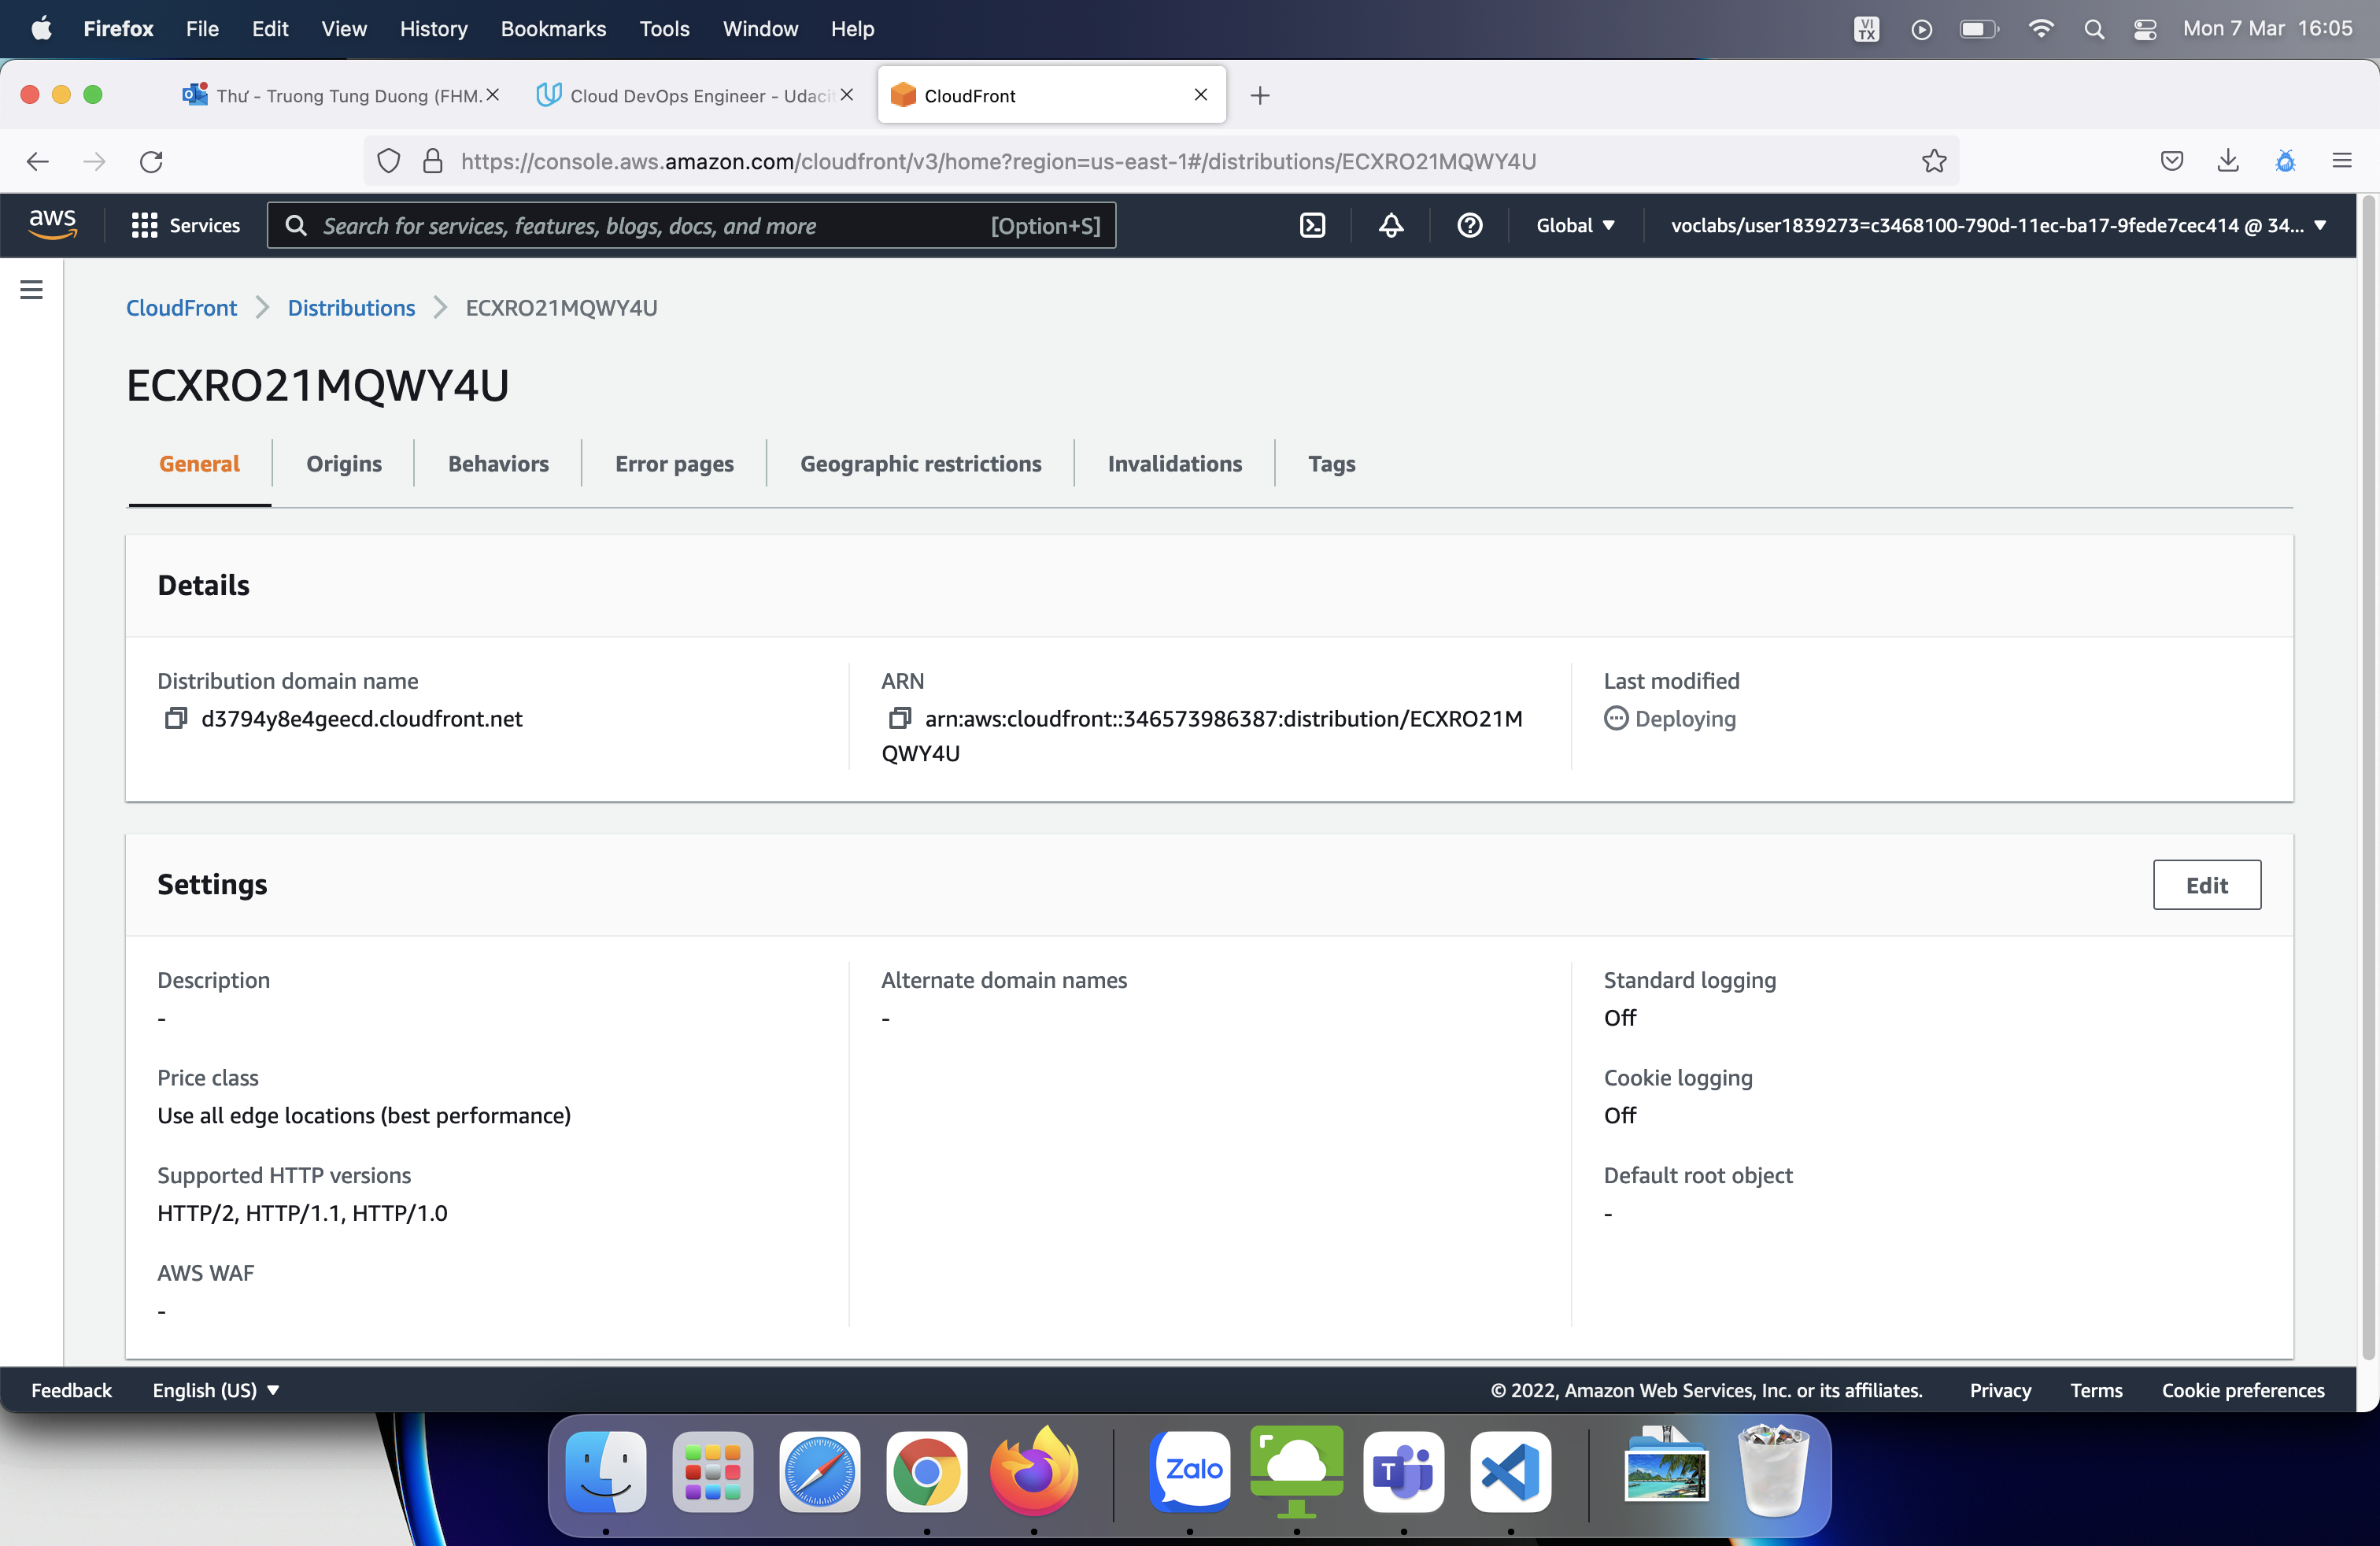 Firefox File Edit View History Bookmarks Tools Window Help VI TX Mon 7 Mar 16:05
Thư - Truong Tung Duong (FHM. Cloud DevOps Engineer - Udacit CloudFront
https://console.aws.amazon.com/cloudfront/v3/home?region=us-east-1#/distributions/ECXRO21MQWY4U
aws Services Search for services, features, blogs, docs, and more [Option+S] Global voclabs/user1839273=c3468100-790d-11ec-ba17-9fede7cec414 @ 34...
CloudFront Distributions ECXRO21MQWY4U
ECXRO21MQWY4U
General Origins Behaviors Error pages Geographic restrictions Invalidations Tags
Details
Distribution domain name
d3794y8e4geecd.cloudfront.net
ARN
arn:aws:cloudfront::346573986387:distribution/ECXRO21M
QWY4U
Last modified
Deploying
Settings
Edit
Description
-
Price class
Use all edge locations (best performance)
Supported HTTP versions
HTTP/2, HTTP/1.1, HTTP/1.0
AWS WAF
-
Alternate domain names
-
Standard logging
Off
Cookie logging
Off
Default root object
-
Feedback English (US) © 2022, Amazon Web Services, Inc. or its affiliates. Privacy Terms Cookie preferences
Zalo
T